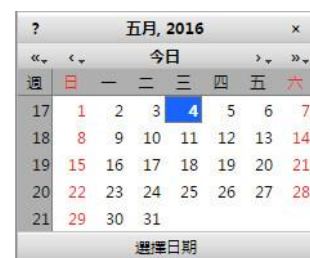 ? 五月, 2016 ×
«▾ ‹▾ 今日 ›▾ »▾
週 日 一 二 三 四 五 六
17 1 2 3 4 5 6 7
18 8 9 10 11 12 13 14
19 15 16 17 18 19 20 21
20 22 23 24 25 26 27 28
21 29 30 31
選擇日期